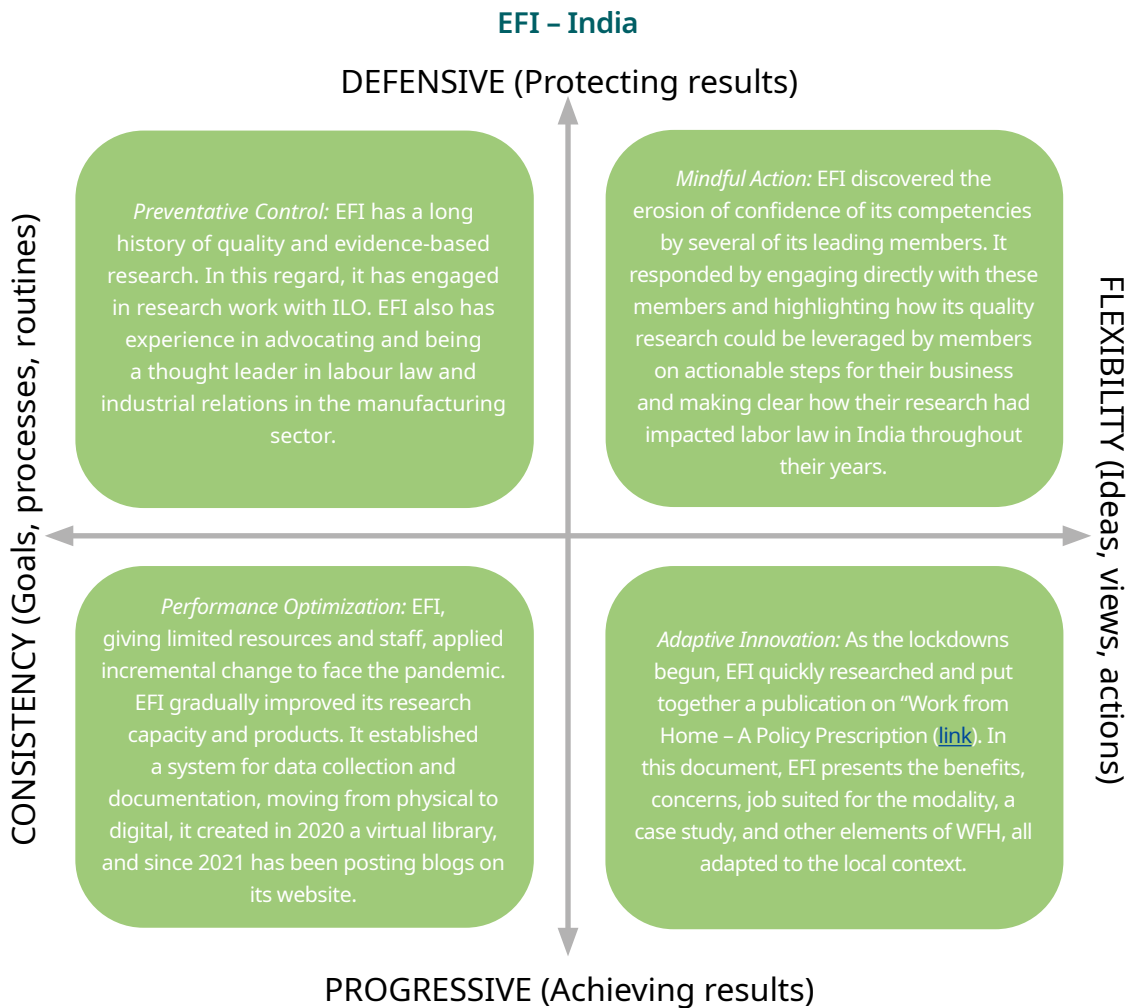 EFI – India
DEFENSIVE (Protecting results)
CONSISTENCY (Goals, processes, routines)
Preventative Control: EFI has a long
history of quality and evidence-based
research. In this regard, it has engaged
in research work with ILO. EFI also has
experience in advocating and being
a thought leader in labour law and
industrial relations in the manufacturing
sector.
Mindful Action: EFI discovered the
erosion of confidence of its competencies
by several of its leading members. It
responded by engaging directly with these
members and highlighting how its quality
research could be leveraged by members
on actionable steps for their business
and making clear how their research had
impacted labor law in India throughout
their years.
FLEXIBILITY (Ideas, views, actions)
Performance Optimization: EFI,
giving limited resources and staff, applied
incremental change to face the pandemic.
EFI gradually improved its research
capacity and products. It established
a system for data collection and
documentation, moving from physical to
digital, it created in 2020 a virtual library,
and since 2021 has been posting blogs on
its website.
Adaptive Innovation: As the lockdowns
begun, EFI quickly researched and put
together a publication on “Work from
Home – A Policy Prescription (link). In
this document, EFI presents the benefits,
concerns, job suited for the modality, a
case study, and other elements of WFH, all
adapted to the local context.
PROGRESSIVE (Achieving results)